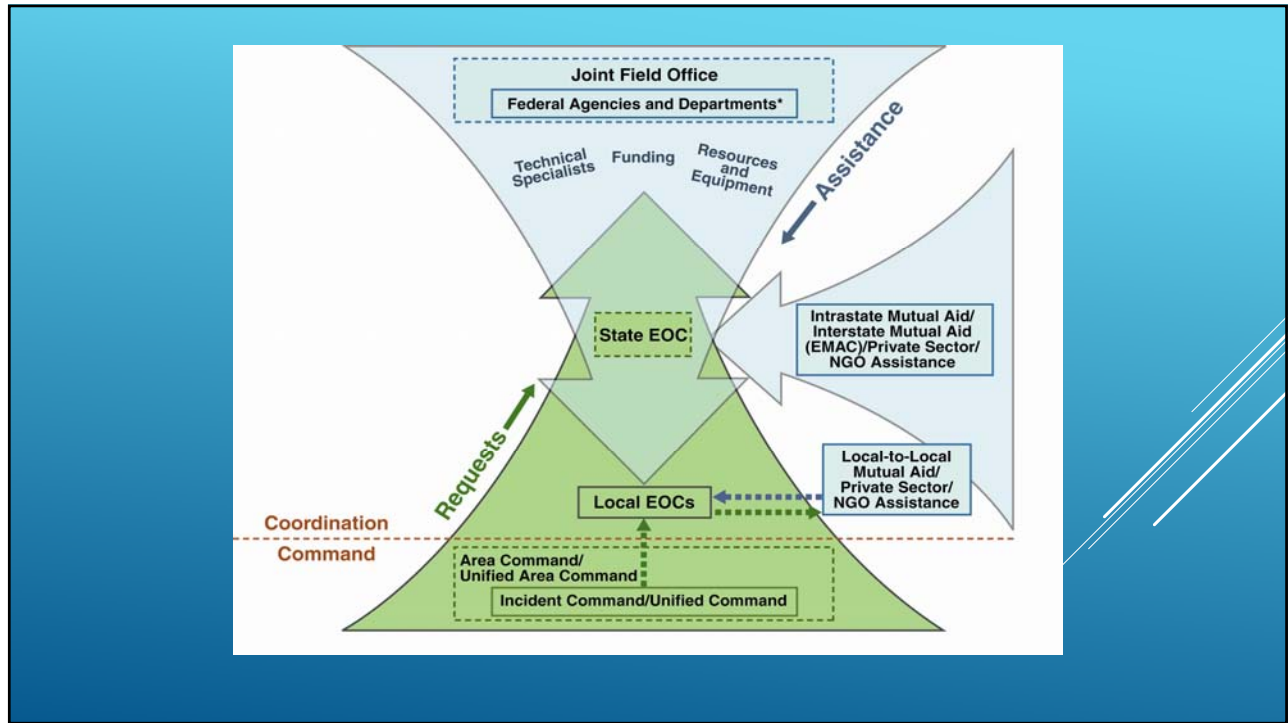 Joint Field Office
Federal Agencies and Departments*
Technical
Specialists
Funding
Resources
and
Equipment
Assistance
State EOC
Intrastate Mutual Aid/
Interstate Mutual Aid
(EMAC)/Private Sector/
NGO Assistance
Requests
Local-to-Local
Mutual Aid/
Private Sector/
NGO Assistance
Local EOCs
Coordination
Command
Area Command/
Unified Area Command
Incident Command/Unified Command